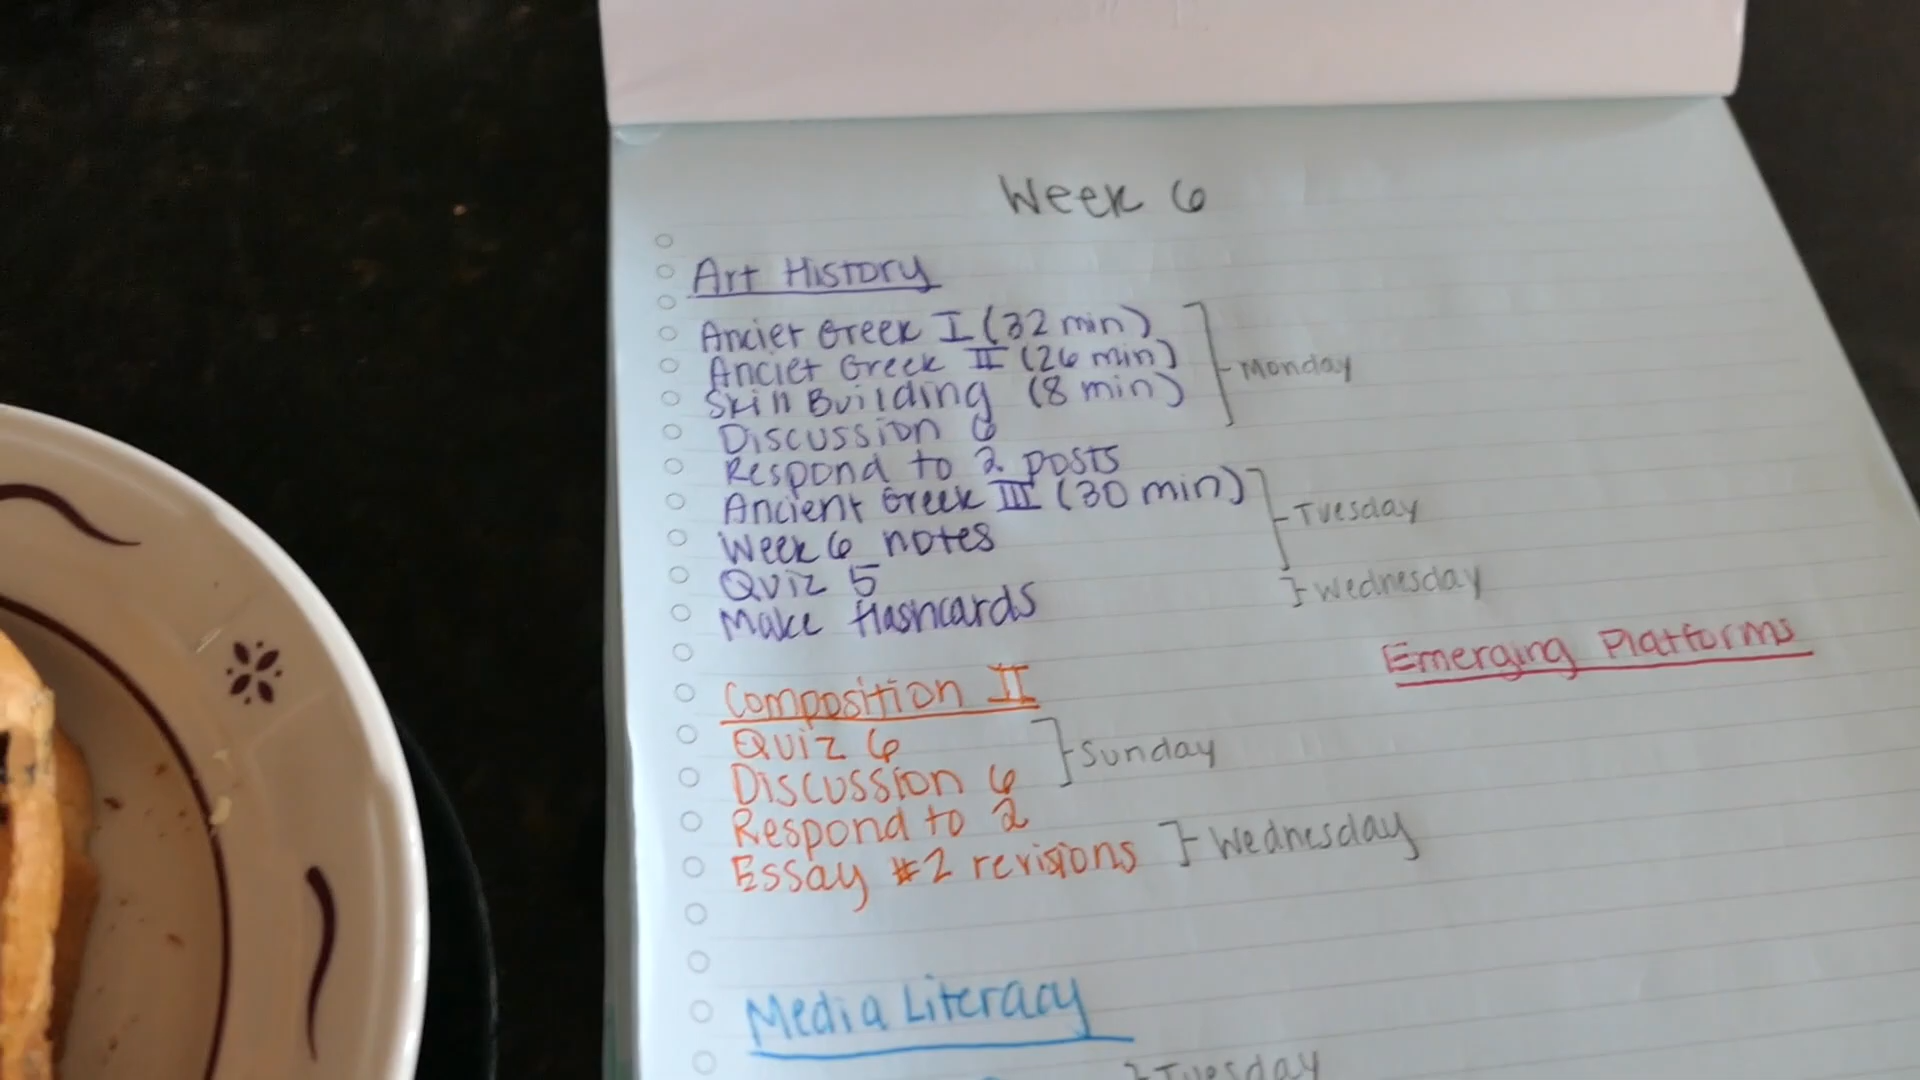 Week 6
Art History
Anciet Greek I (32 min)
Anciet Greek II (26 min)
Monday
Skill Building (8 min)
Discussion 6
Respond to 2 posts
Ancient Greek III (30 min)
Tuesday
Week 6 notes
Quiz 5
Wednesday
Make flashcards
Emerging Platforms
Composition II
Quiz 6
Sunday
Discussion 6
Respond to 2
Essay #2 revisions
Wednesday
Media Literacy
Tuesday